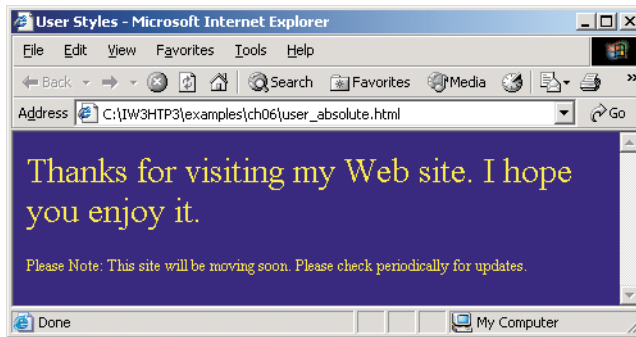 User Styles - Microsoft Internet Explorer
File Edit View Favorites Tools Help
Back Search Favorites Media »
Address C:\IW3HTP3\examples\ch06\user_absolute.html Go
Thanks for visiting my Web site. I hope
you enjoy it.
Please Note: This site will be moving soon. Please check periodically for updates.
Done My Computer